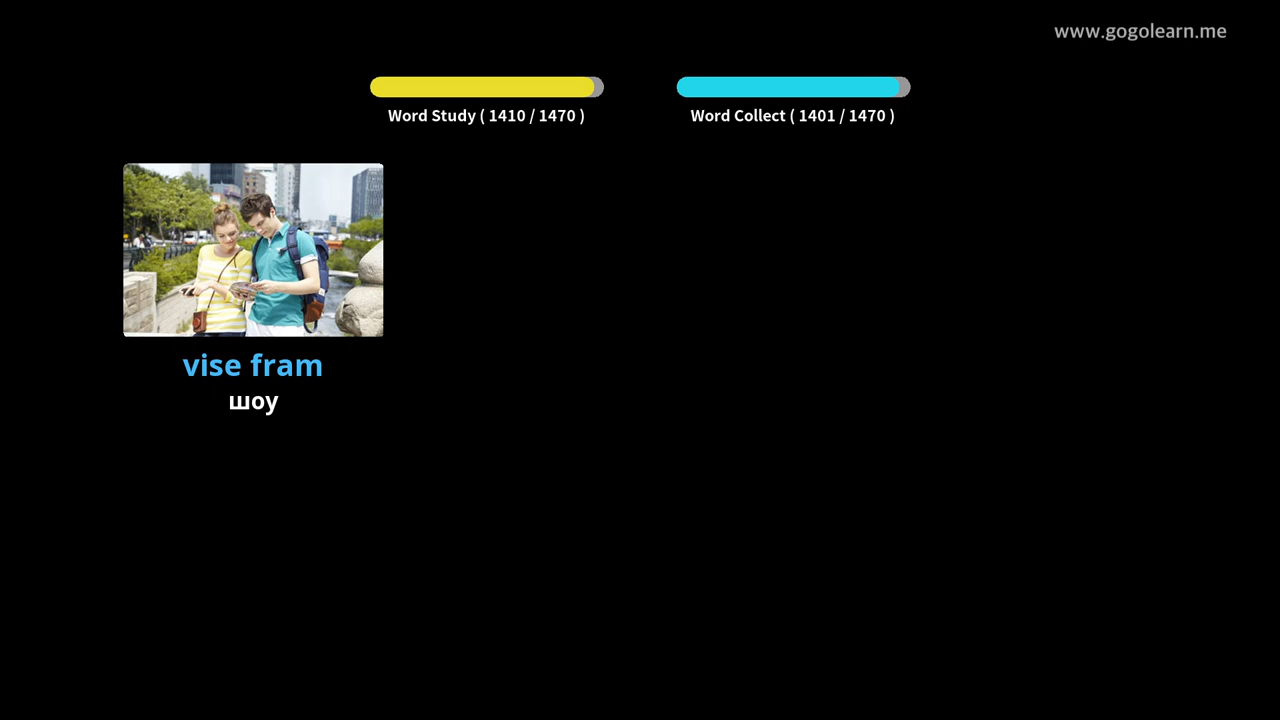 www.gogolearn.me
Word Study ( 1410 / 1470 )
Word Collect ( 1401 / 1470 )
vise fram
шоу